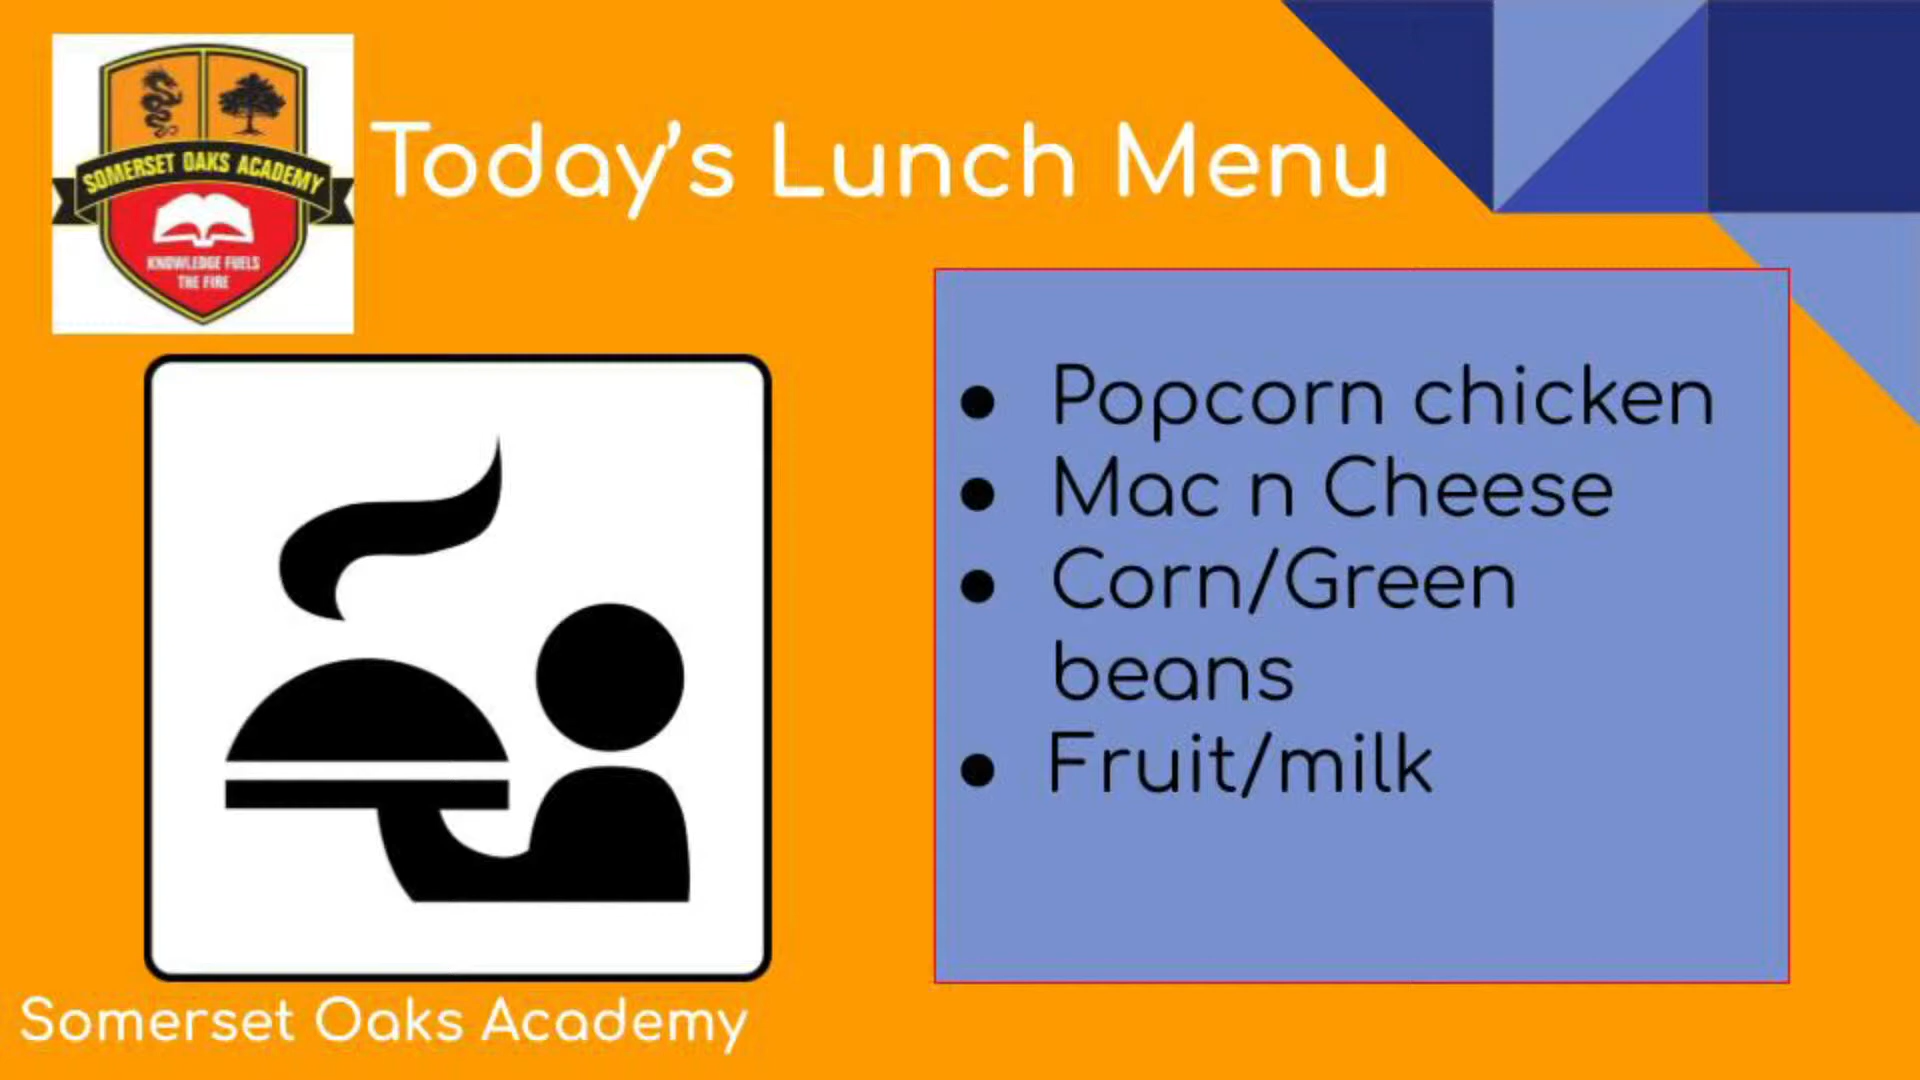 SOMERSET OAKS ACADEMY
KNOWLEDGE FUELS
THE FIRE
Today's Lunch Menu
● Popcorn chicken
● Mac n Cheese
● Corn/Green
beans
● Fruit/milk
Somerset Oaks Academy